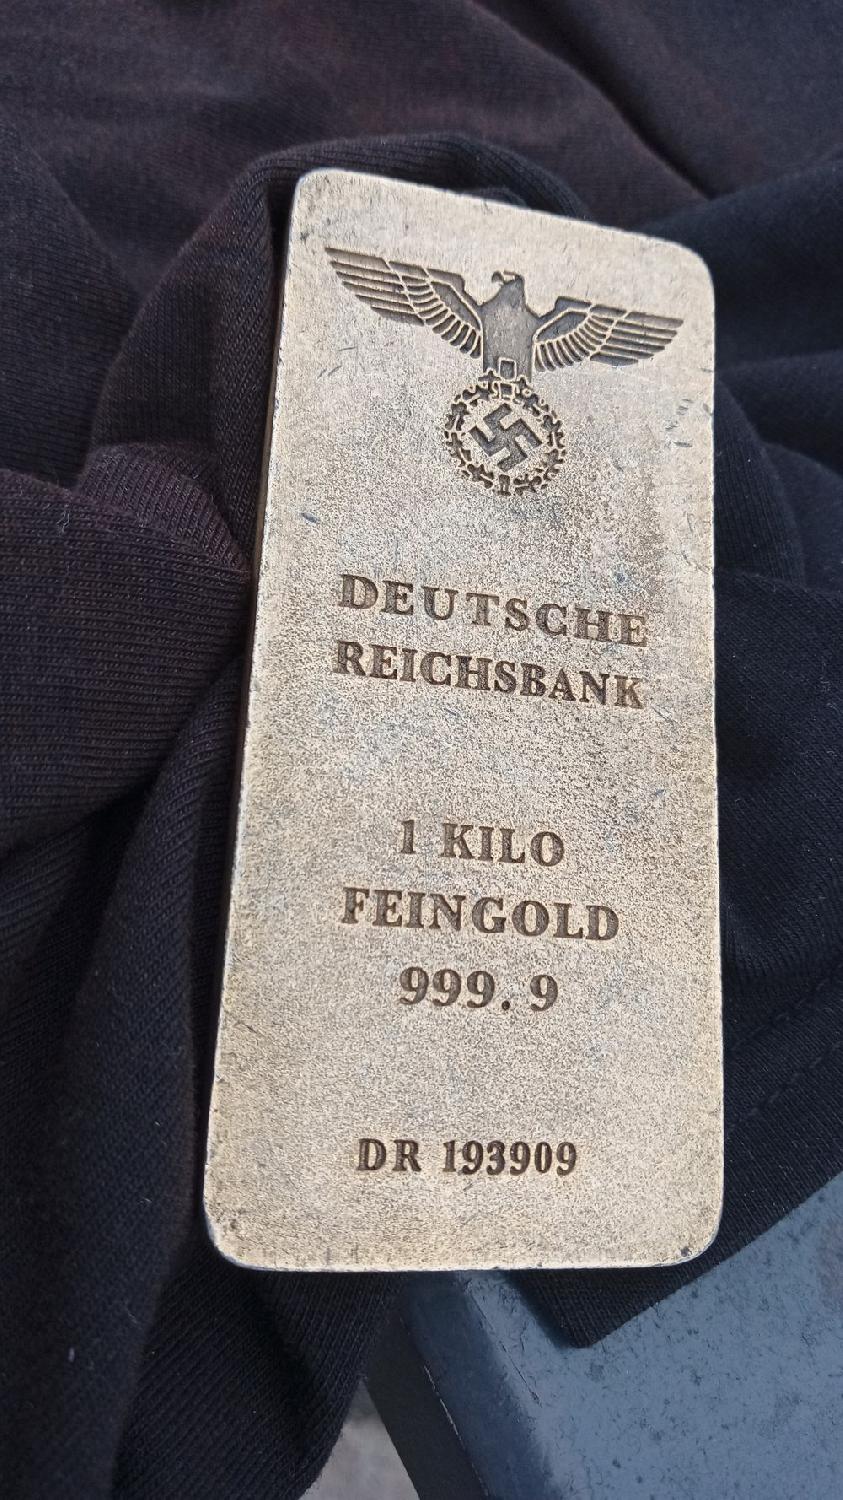 DEUTSCHE
REICHSBANK
1 KILO
FEINGOLD
999.9
DR 193909